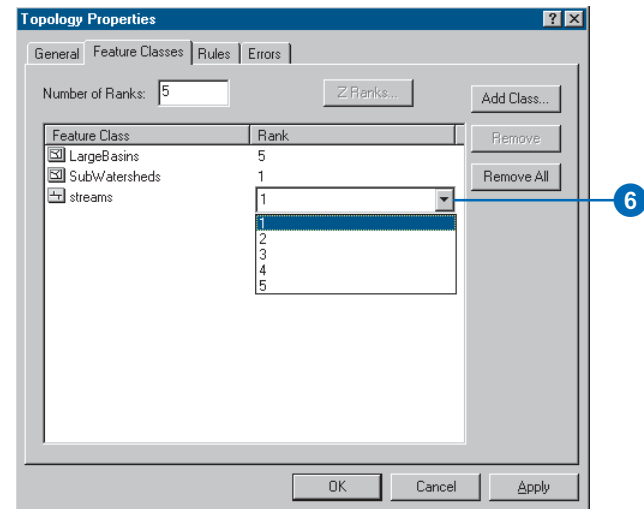 Topology Properties
General Feature Classes Rules Errors
Number of Ranks: 5 Z Ranks... Add Class...
Feature Class Rank Remove
LargeBasins 5
SubWatersheds 1 Remove All
streams 1 6
1
2
3
4
5
OK Cancel Apply